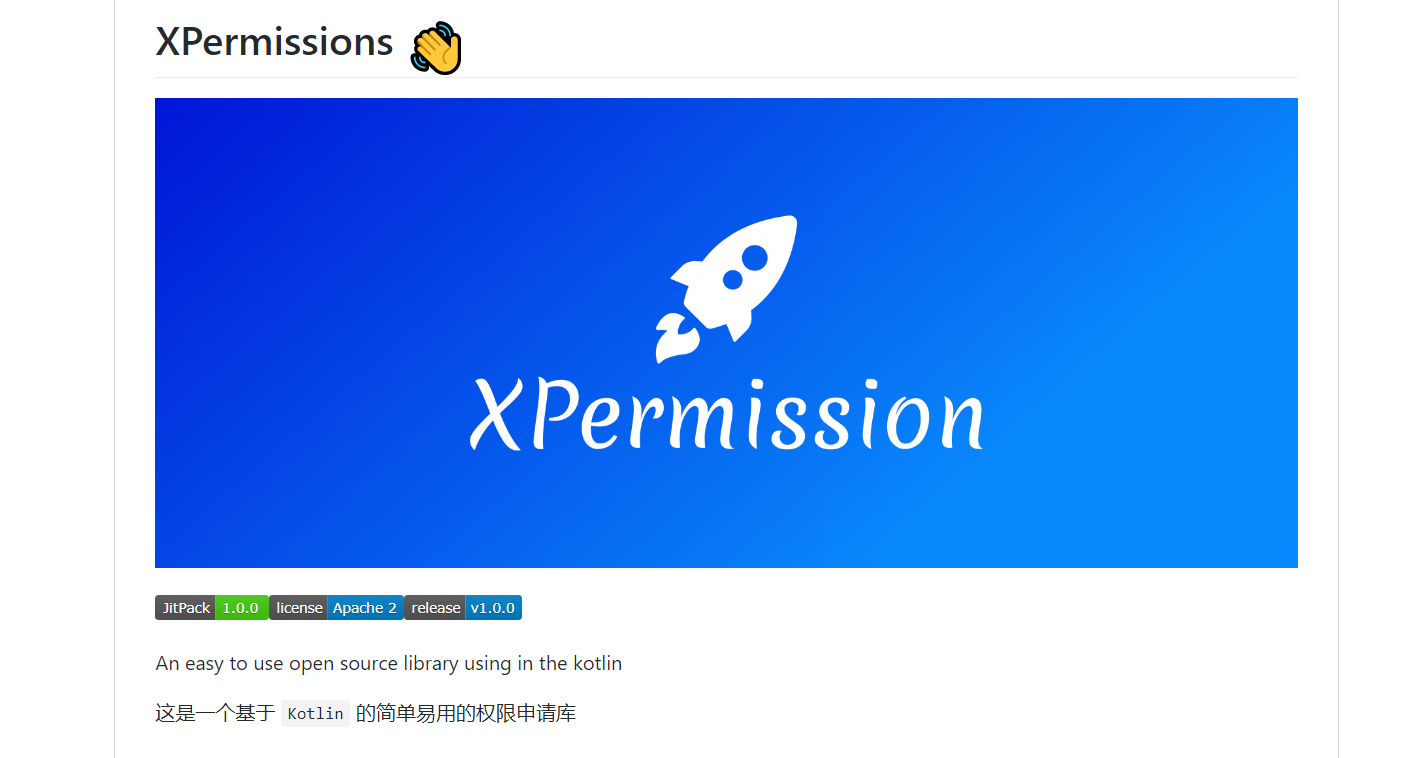 XPermissions 👋
XPermission
JitPack 1.0.0 license Apache 2 release v1.0.0
An easy to use open source library using in the kotlin
这是一个基于 Kotlin 的简单易用的权限申请库